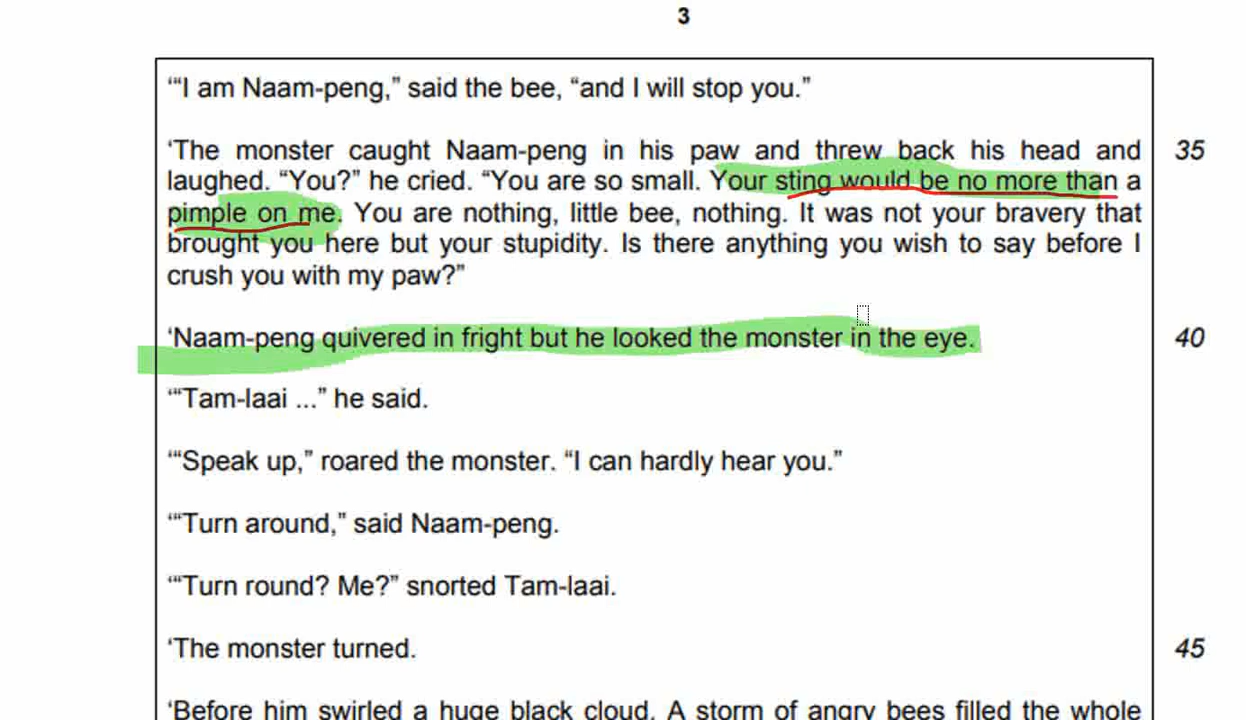 3
‘“I am Naam-peng,” said the bee, “and I will stop you.”
‘The monster caught Naam-peng in his paw and threw back his head and 35
laughed. “You?” he cried. “You are so small. Your sting would be no more than a
pimple on me. You are nothing, little bee, nothing. It was not your bravery that
brought you here but your stupidity. Is there anything you wish to say before I
crush you with my paw?”
‘Naam-peng quivered in fright but he looked the monster in the eye. 40
‘“Tam-laai ...” he said.
‘“Speak up,” roared the monster. “I can hardly hear you.”
‘“Turn around,” said Naam-peng.
‘“Turn round? Me?” snorted Tam-laai.
‘The monster turned. 45
‘Before him swirled a huge black cloud. A storm of angry bees filled the whole